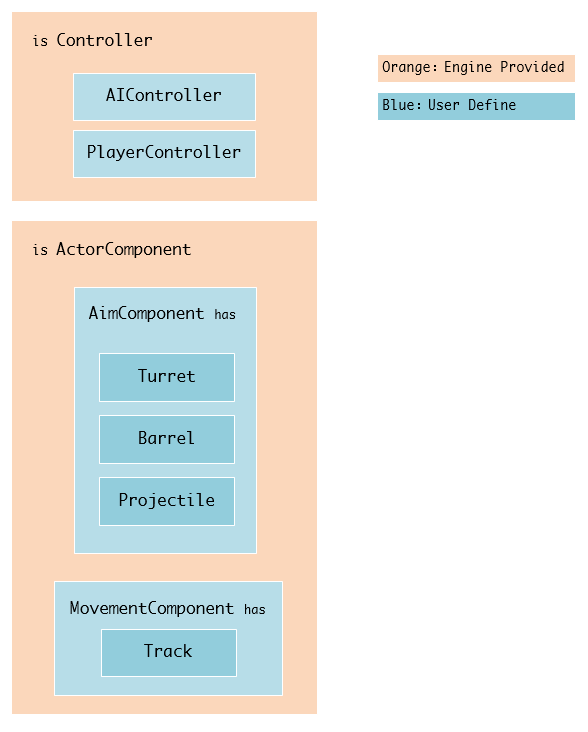 is Controller
AIController
PlayerController
Orange: Engine Provided
Blue: User Define
is ActorComponent
AimComponent has
Turret
Barrel
Projectile
MovementComponent has
Track